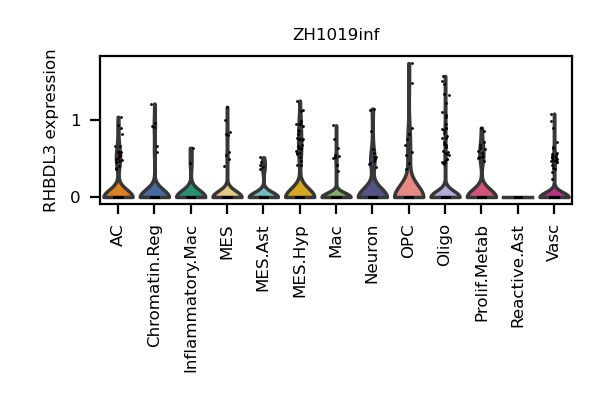 ZH1019inf
RHBDL3 expression
1
0
AC
Chromatin.Reg
Inflammatory.Mac
MES
MES.Ast
MES.Hyp
Mac
Neuron
OPC
Oligo
Prolif.Metab
Reactive.Ast
Vasc